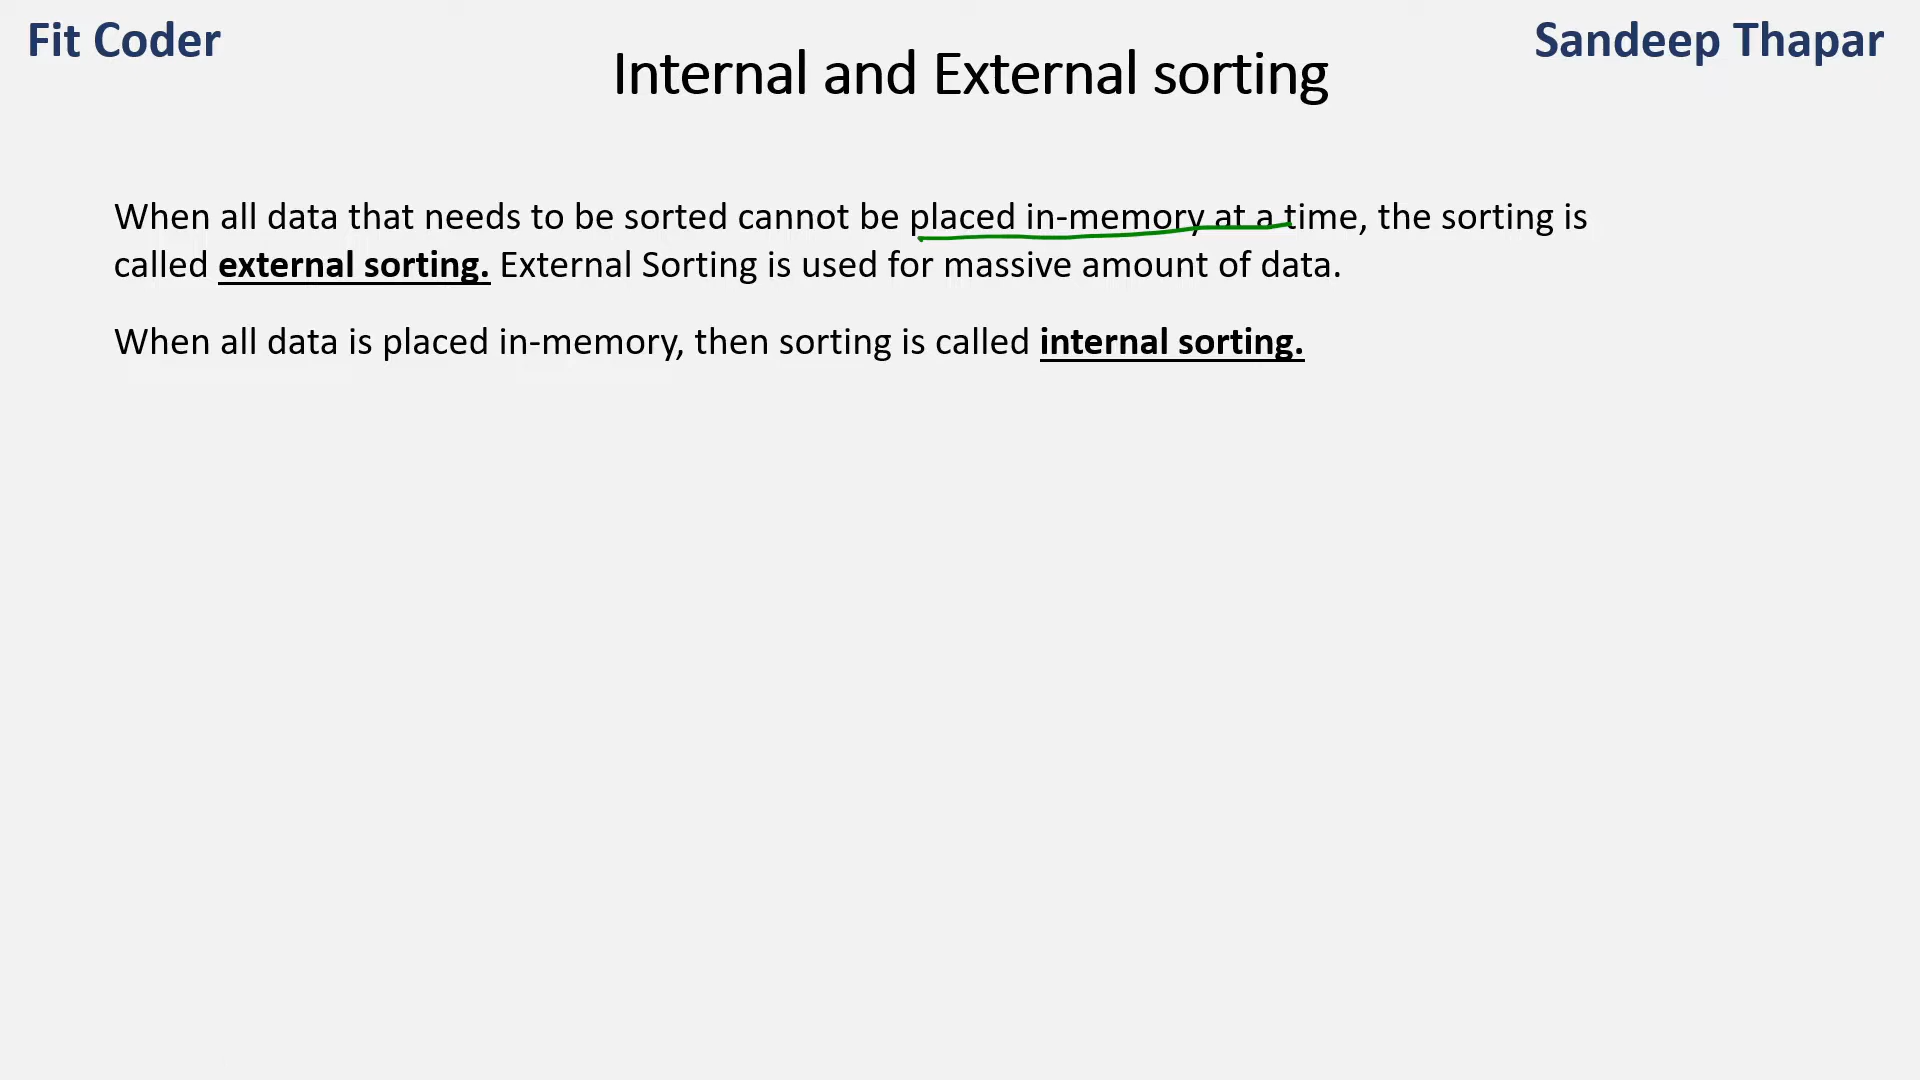 Fit Coder
Sandeep Thapar
Internal and External sorting
When all data that needs to be sorted cannot be placed in-memory at a time, the sorting is
called external sorting. External Sorting is used for massive amount of data.
When all data is placed in-memory, then sorting is called internal sorting.